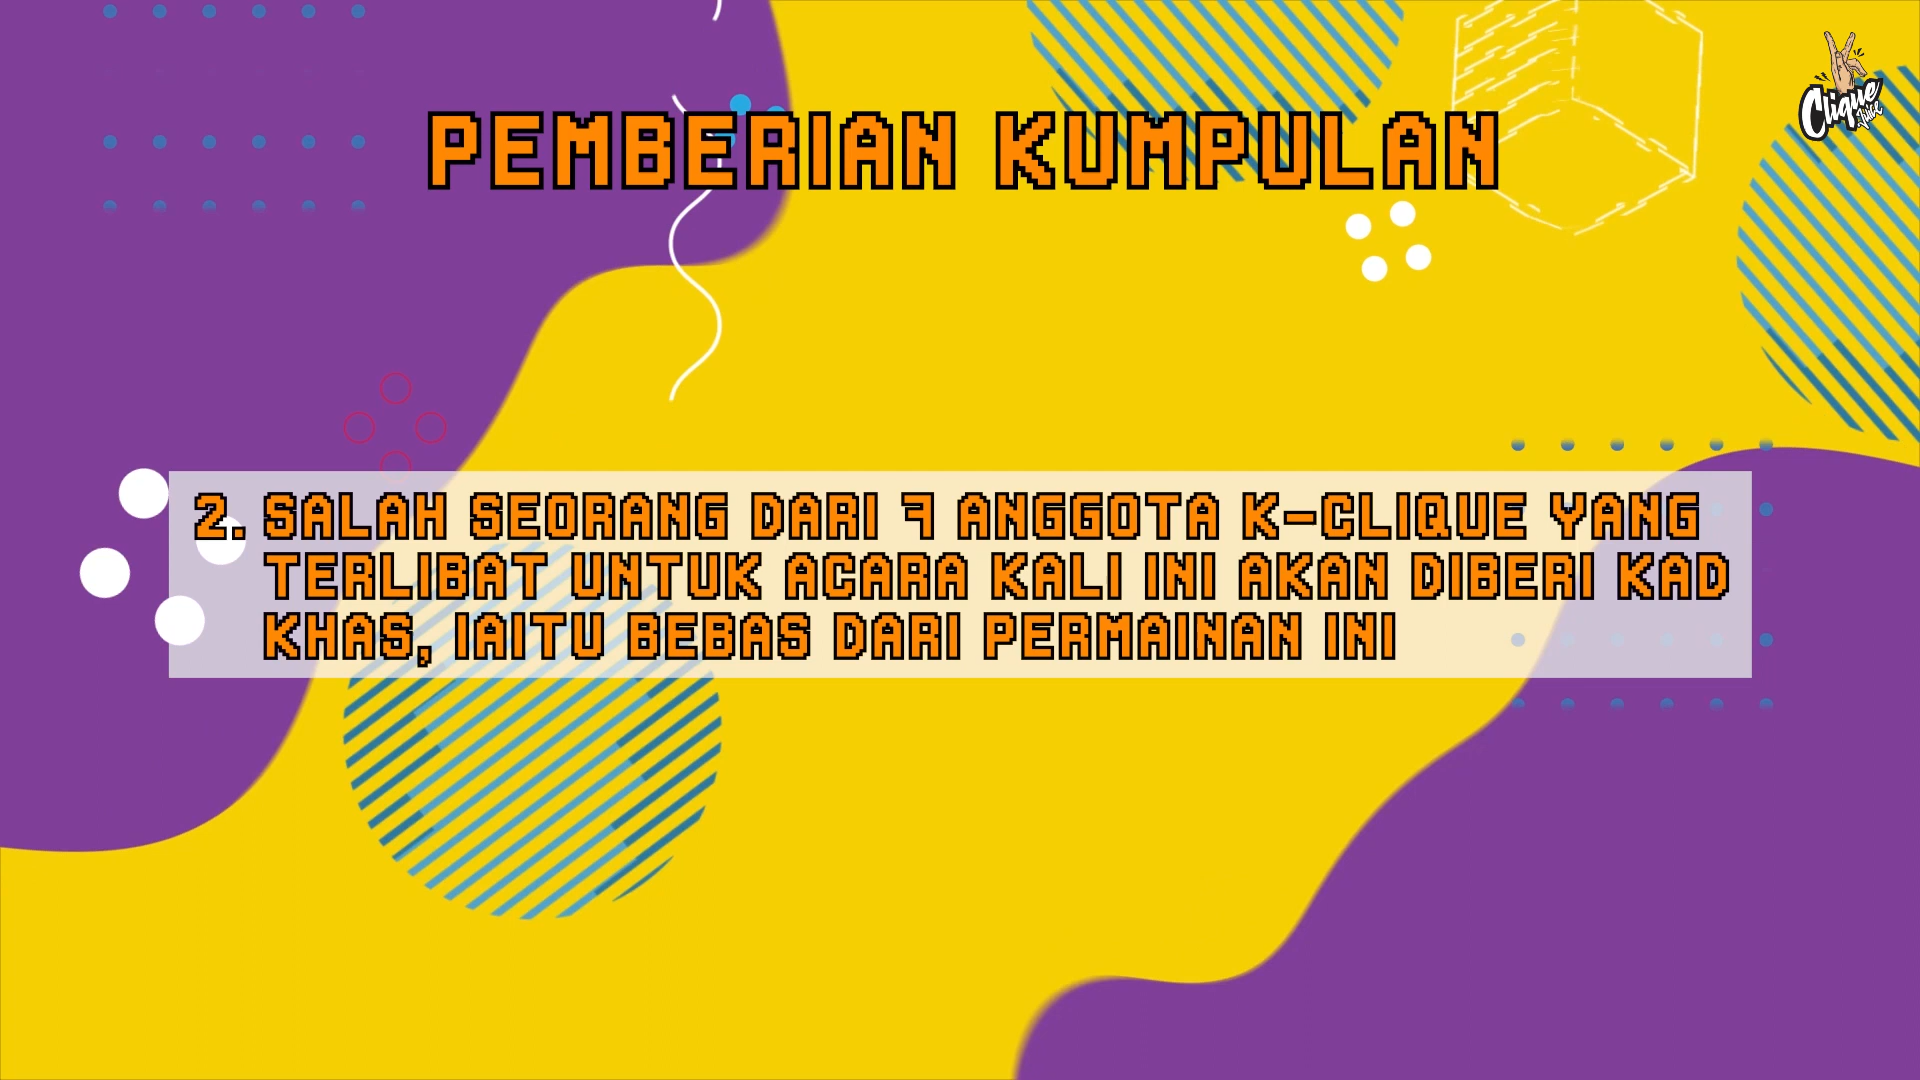 PEMBERIAN KUMPULAN
Clique
Juice
2. SALAH SEORANG DARI 7 ANGGOTA K-CLIQUE YANG
TERLIBAT UNTUK ACARA KALI INI AKAN DIBERI KAD
KHAS, IAITU BEBAS DARI PERMAINAN INI